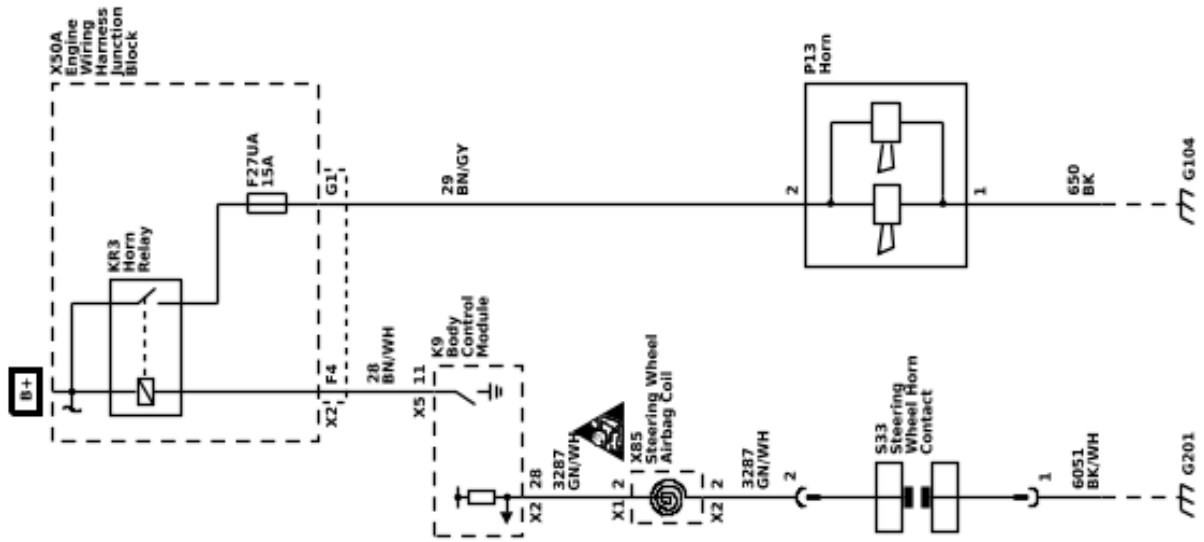 B+
X50A
Engine
Wiring
Harness
Junction
Block
KR3
Horn
Relay
F27UA
15A
X2
F4
G1
28
BN/WH
29
BN/GY
X5
11
K9
Body
Control
Module
X2
28
3287
GN/WH
X85
Steering Wheel
Airbag Coil
X1
2
X2
2
3287
GN/WH
2
S33
Steering
Wheel Horn
Contact
1
6051
BK/WH
G201
P13
Horn
2
1
650
BK
G104